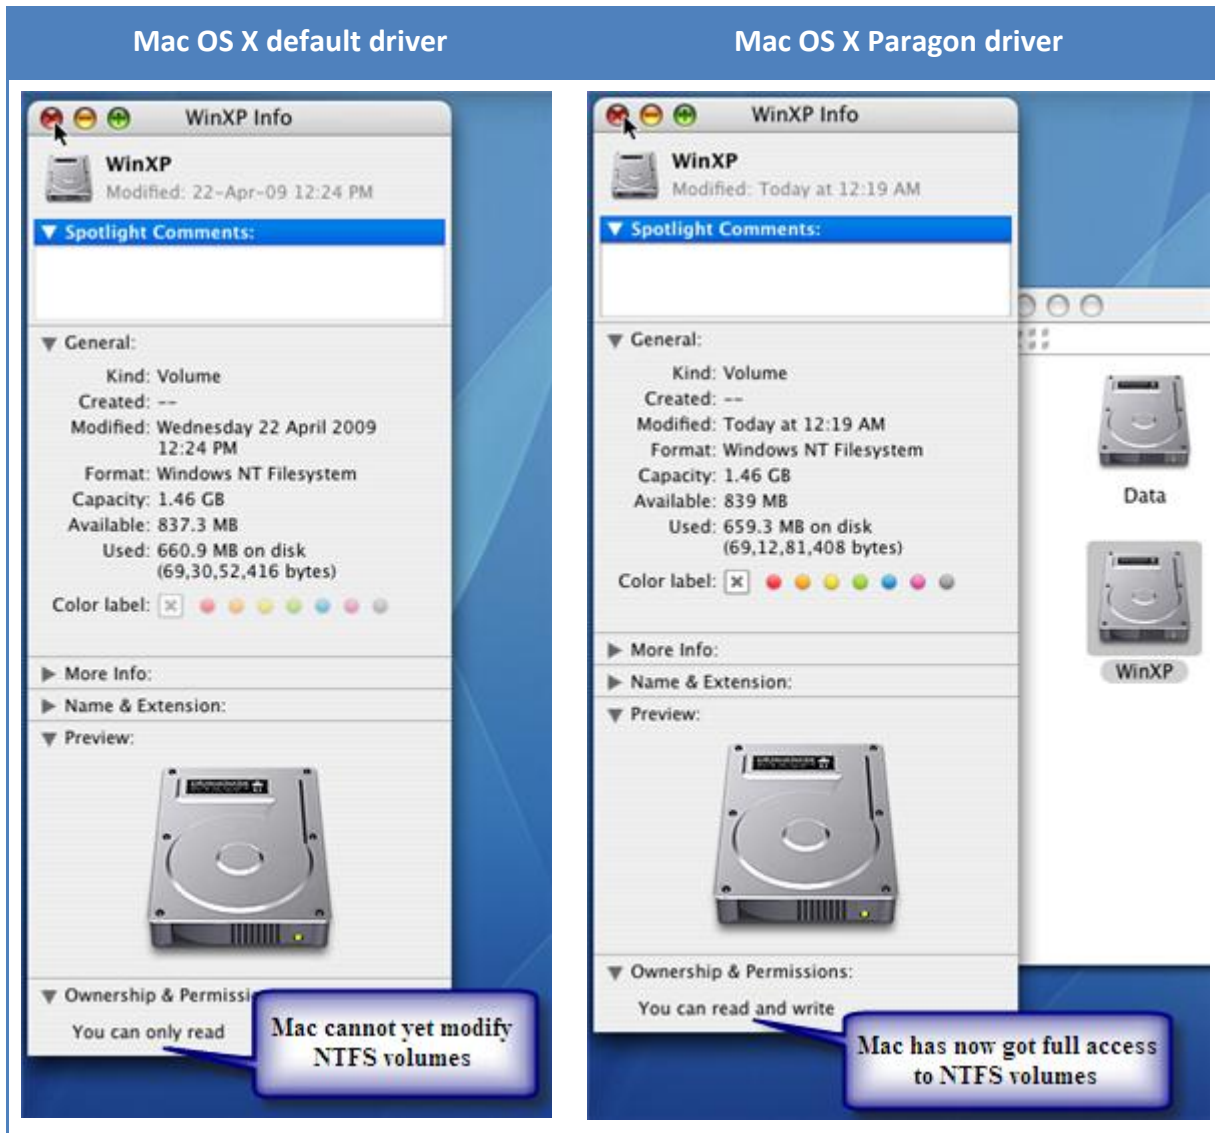 Mac OS X default driver
Mac OS X Paragon driver
WinXP Info
WinXP
Modified: 22-Apr-09 12:24 PM
Spotlight Comments:
General:
Kind: Volume
Created: --
Modified: Wednesday 22 April 2009
12:24 PM
Format: Windows NT Filesystem
Capacity: 1.46 GB
Available: 837.3 MB
Used: 660.9 MB on disk
(69,30,52,416 bytes)
Color label:
More Info:
Name & Extension:
Preview:
Ownership & Permissi
You can only read
Mac cannot yet modify
NTFS volumes
WinXP Info
WinXP
Modified: Today at 12:19 AM
Spotlight Comments:
General:
Kind: Volume
Created: --
Modified: Today at 12:19 AM
Format: Windows NT Filesystem
Capacity: 1.46 GB
Available: 839 MB
Used: 659.3 MB on disk
(69,12,81,408 bytes)
Color label:
More Info:
Name & Extension:
Preview:
Ownership & Permissions:
You can read and write
Mac has now got full access
to NTFS volumes
Data
WinXP